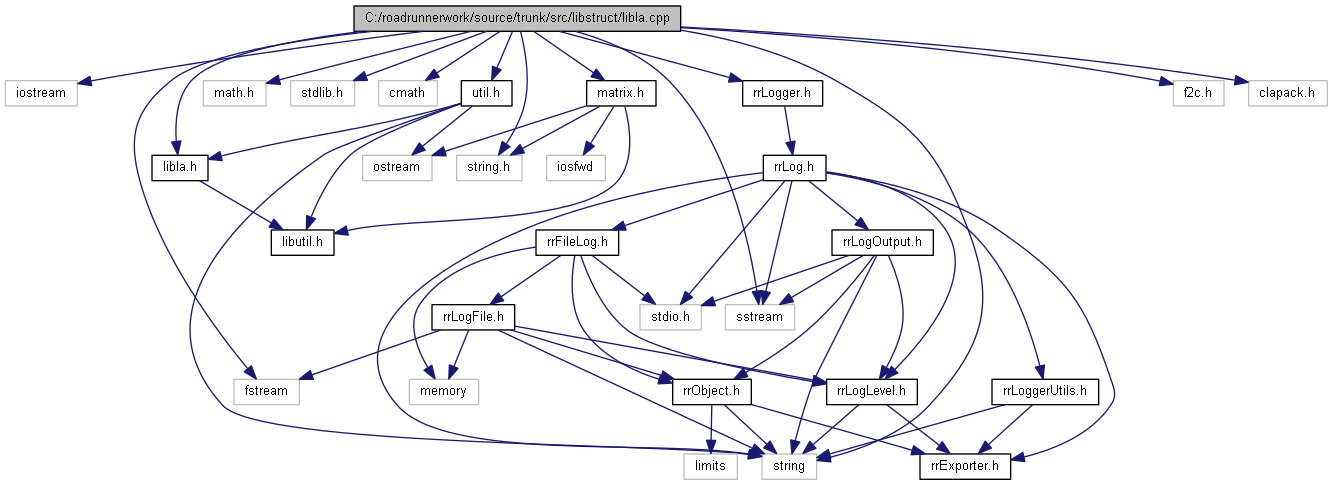 C:/roadrunnerwork/source/trunk/src/libstruct/libla.cpp
iostream
math.h
stdlib.h
cmath
util.h
matrix.h
rrLogger.h
f2c.h
clapack.h
libla.h
ostream
string.h
iosfwd
rrLog.h
libutil.h
rrFileLog.h
rrLogOutput.h
rrLogFile.h
stdio.h
sstream
fstream
memory
rrObject.h
rrLogLevel.h
rrLoggerUtils.h
limits
string
rrExporter.h